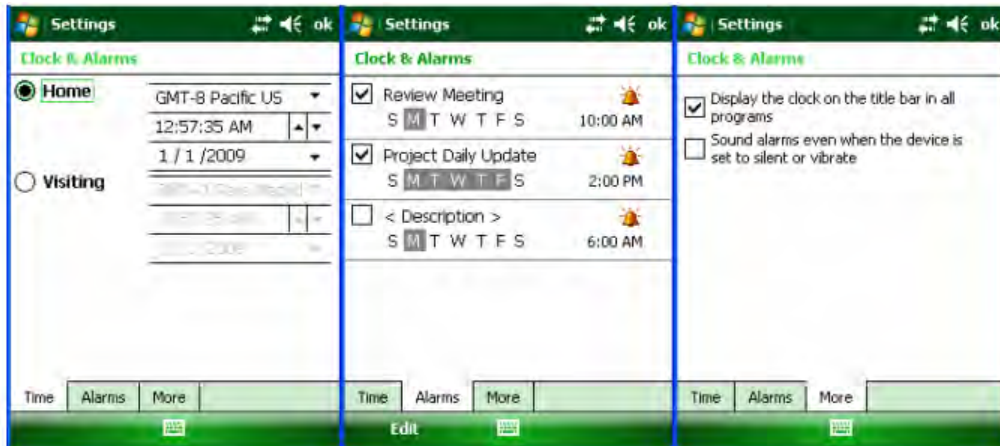 Settings ok
Clock & Alarms
Home
GMT-8 Pacific US
12:57:35 AM
1 / 1 /2009
Visiting
Time Alarms More
Settings ok
Clock & Alarms
Review Meeting
S M T W T F S 10:00 AM
Project Daily Update
S M T W T F S 2:00 PM
< Description >
S M T W T F S 6:00 AM
Time Alarms More
Edit
Settings ok
Clock & Alarms
Display the clock on the title bar in all
programs
Sound alarms even when the device is
set to silent or vibrate
Time Alarms More